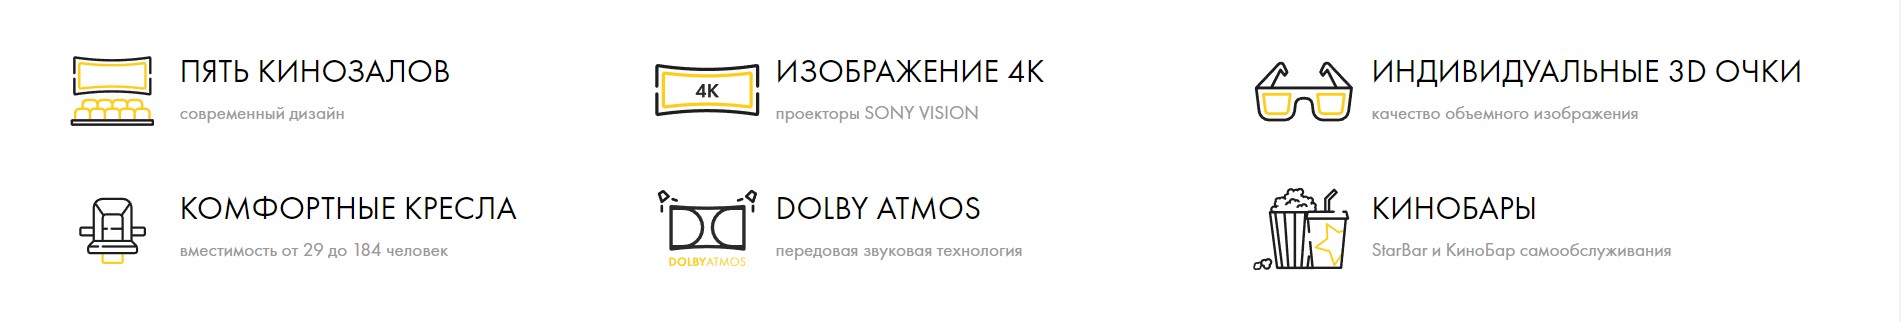 ПЯТЬ КИНОЗАЛОВ
современный дизайн
4K
ИЗОБРАЖЕНИЕ 4К
проекторы SONY VISION
ИНДИВИДУАЛЬНЫЕ 3D ОЧКИ
качество объемного изображения
КОМФОРТНЫЕ КРЕСЛА
вместимость от 29 до 184 человек
DOLBYATMOS
DOLBY ATMOS
передовая звуковая технология
КИНОБАРЫ
StarBar и КиноБар самообслуживания